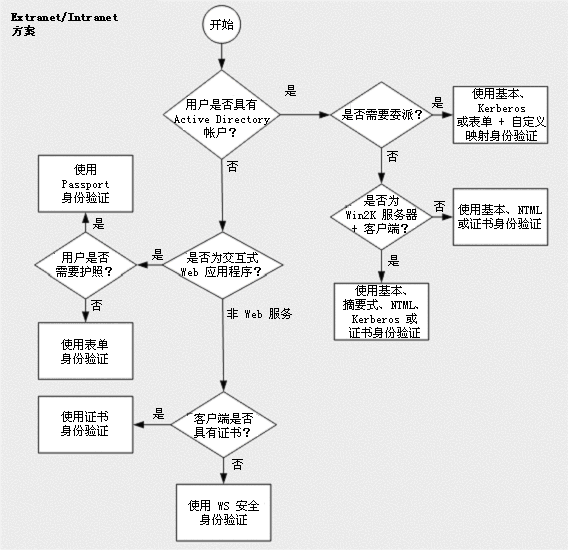 Extranet/Intranet
方案
开始
用户是否具有
Active Directory
帐户？
是
是否需要委派？
是
使用基本、
Kerberos
或表单 + 自定义
映射身份验证
否
否
使用
Passport
身份验证
是否为
Win2K 服务器
+ 客户端？
否
使用基本、NTML
或证书身份验证
是
用户是否
需要护照？
是
是否为交互式
Web 应用程序？
是
使用基本、
摘要式、NTML、
Kerberos 或
证书身份验证
否
非 Web 服务
使用表单
身份验证
使用证书
身份验证
是
客户端是否
具有证书？
否
使用 WS 安全
身份验证